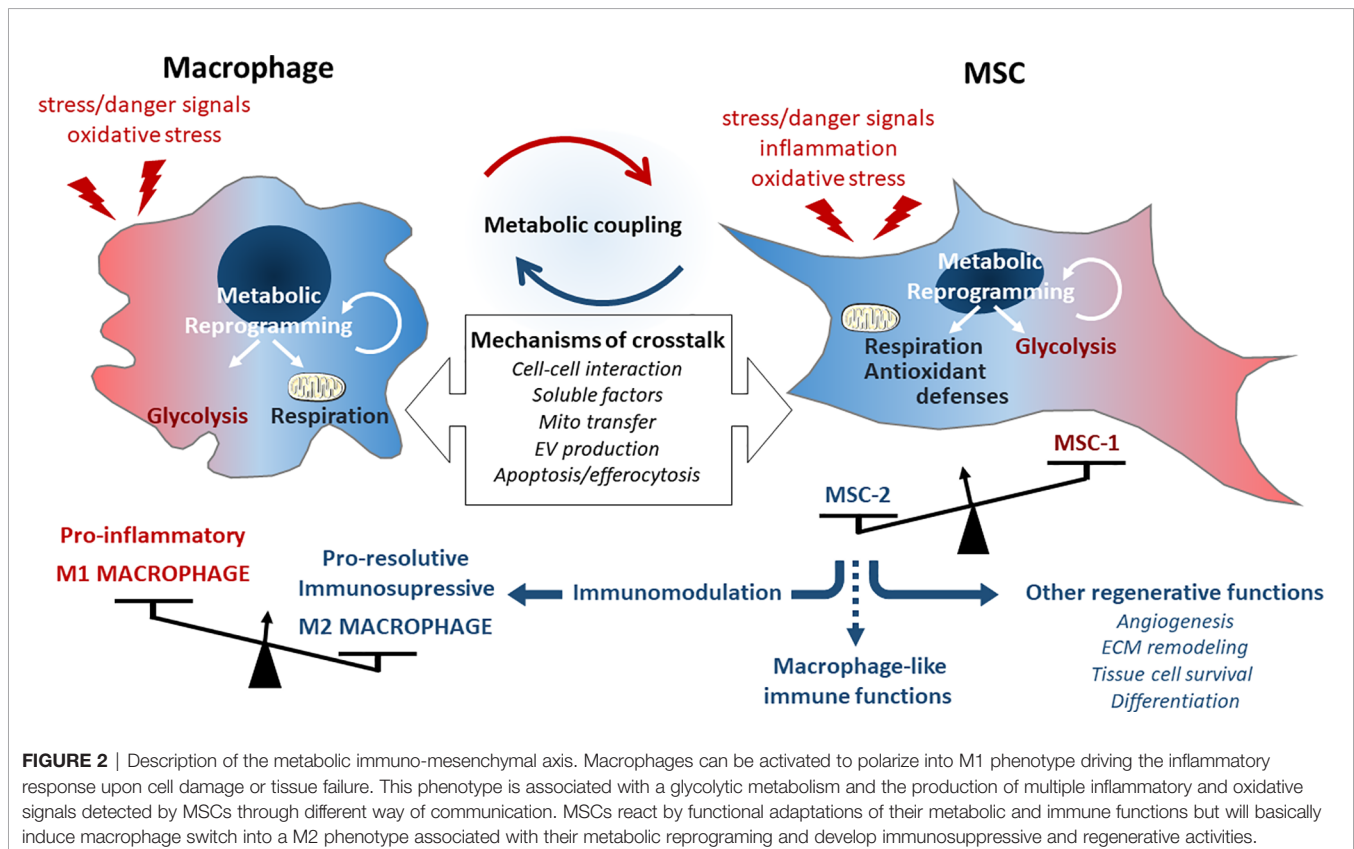 Macrophage
stress/danger signals
oxidative stress
Metabolic
Reprogramming
Glycolysis
Respiration
Metabolic coupling
Mechanisms of crosstalk
Cell-cell interaction
Soluble factors
Mito transfer
EV production
Apoptosis/efferocytosis
MSC
stress/danger signals
inflammation
oxidative stress
Metabolic
Reprogramming
Respiration
Antioxidant
defenses
Glycolysis
MSC-1
MSC-2
Pro-inflammatory
M1 MACROPHAGE
Pro-resolutive
Immunosupressive
M2 MACROPHAGE
Immunomodulation
Macrophage-like
immune functions
Other regenerative functions
Angiogenesis
ECM remodeling
Tissue cell survival
Differentiation
FIGURE 2 | Description of the metabolic immuno-mesenchymal axis. Macrophages can be activated to polarize into M1 phenotype driving the inflammatory
response upon cell damage or tissue failure. This phenotype is associated with a glycolytic metabolism and the production of multiple inflammatory and oxidative
signals detected by MSCs through different way of communication. MSCs react by functional adaptations of their metabolic and immune functions but will basically
induce macrophage switch into a M2 phenotype associated with their metabolic reprograming and develop immunosuppressive and regenerative activities.